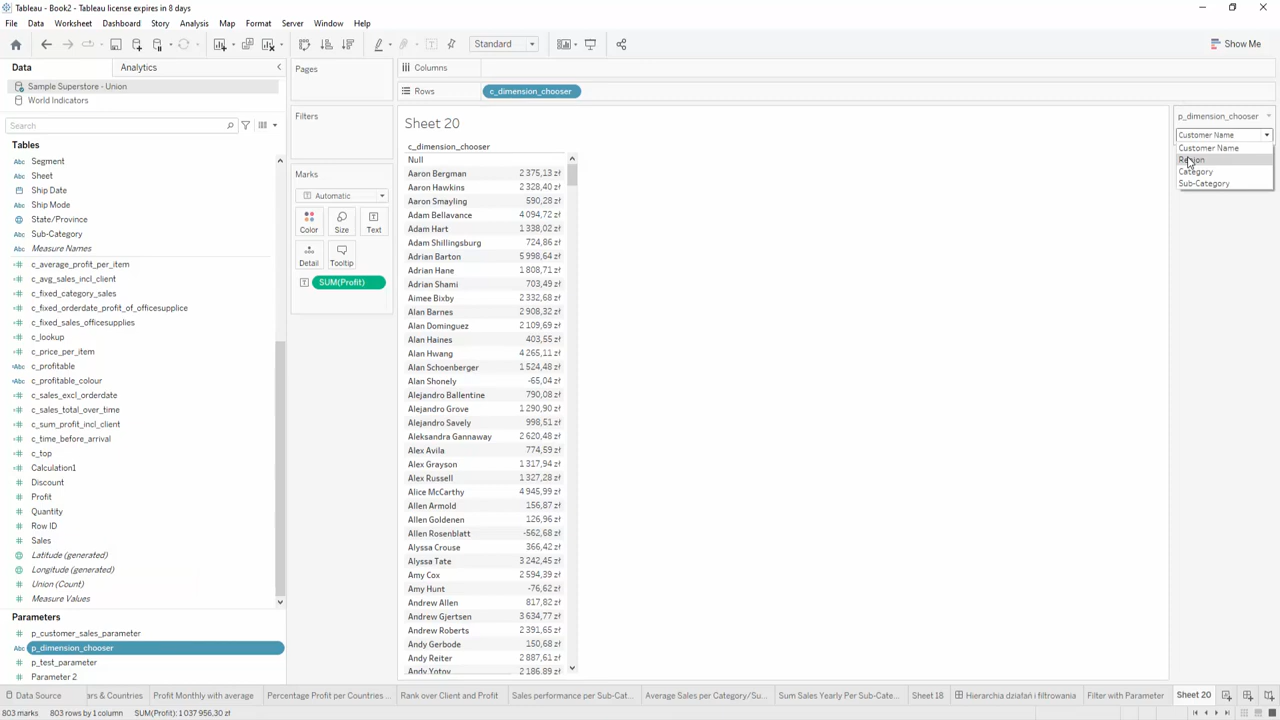 Tableau - Book2 - Tableau license expires in 8 days
File Data Worksheet Dashboard Story Analysis Map Format Server Window Help
Standard
Show Me
Data
Analytics
Sample Superstore - Union
World Indicators
Search
Tables
Segment
Sheet
Ship Date
Ship Mode
State/Province
Sub-Category
Measure Names
c_average_profit_per_item
c_avg_sales_incl_client
c_fixed_category_sales
c_fixed_orderdate_profit_of_officesupplice
c_fixed_sales_officesupplies
c_lookup
c_price_per_item
c_profitable
c_profitable_colour
c_sales_excl_orderdate
c_sales_total_over_time
c_sum_profit_incl_client
c_time_before_arrival
c_top
Calculation1
Discount
Profit
Quantity
Row ID
Sales
Latitude (generated)
Longitude (generated)
Union (Count)
Measure Values
Parameters
p_customer_sales_parameter
p_dimension_chooser
p_test_parameter
Parameter 2
Pages
Filters
Marks
Automatic
Color Size Text
Detail Tooltip
SUM(Profit)
Columns
Rows c_dimension_chooser
Sheet 20
c_dimension_chooser
Null
Aaron Bergman 2 375,13 zł
Aaron Hawkins 2 328,40 zł
Aaron Smayling 590,28 zł
Adam Bellavance 4 094,72 zł
Adam Hart 1 338,02 zł
Adam Shillingsburg 724,86 zł
Adrian Barton 5 998,64 zł
Adrian Hane 1 808,71 zł
Adrian Shami 703,49 zł
Aimee Bixby 2 332,68 zł
Alan Barnes 2 908,32 zł
Alan Dominguez 2 109,69 zł
Alan Haines 403,55 zł
Alan Hwang 4 265,11 zł
Alan Schoenberger 1 524,48 zł
Alan Shonely -65,04 zł
Alejandro Ballentine 790,08 zł
Alejandro Grove 1 290,90 zł
Alejandro Savely 998,51 zł
Aleksandra Gannaway 2 620,48 zł
Alex Avila 774,59 zł
Alex Grayson 1 317,94 zł
Alex Russell 1 327,28 zł
Alice McCarthy 4 945,99 zł
Allen Armold 156,87 zł
Allen Goldenen 126,96 zł
Allen Rosenblatt -562,68 zł
Alyssa Crouse 366,42 zł
Alyssa Tate 3 242,45 zł
Amy Cox 2 594,39 zł
Amy Hunt -76,62 zł
Andrew Allen 817,82 zł
Andrew Gjertsen 3 634,77 zł
Andrew Roberts 2 391,65 zł
Andy Gerbode 150,68 zł
Andy Reiter 2 887,61 zł
Andy Yotov 2 186,89 zł
p_dimension_chooser
Customer Name
Customer Name
Region
Category
Sub-Category
Data Source
ars & Countries
Profit Monthly with average
Percentage Profit per Countries...
Rank over Client and Profit
Sales performance per Sub-Cat...
Average Sales per Category/Su...
Sum Sales Yearly Per Sub-Cate...
Sheet 18
Hierarchia działań i filtrowania
Filter with Parameter
Sheet 20
803 marks 803 rows by 1 column SUM(Profit): 1 037 956,30 zł